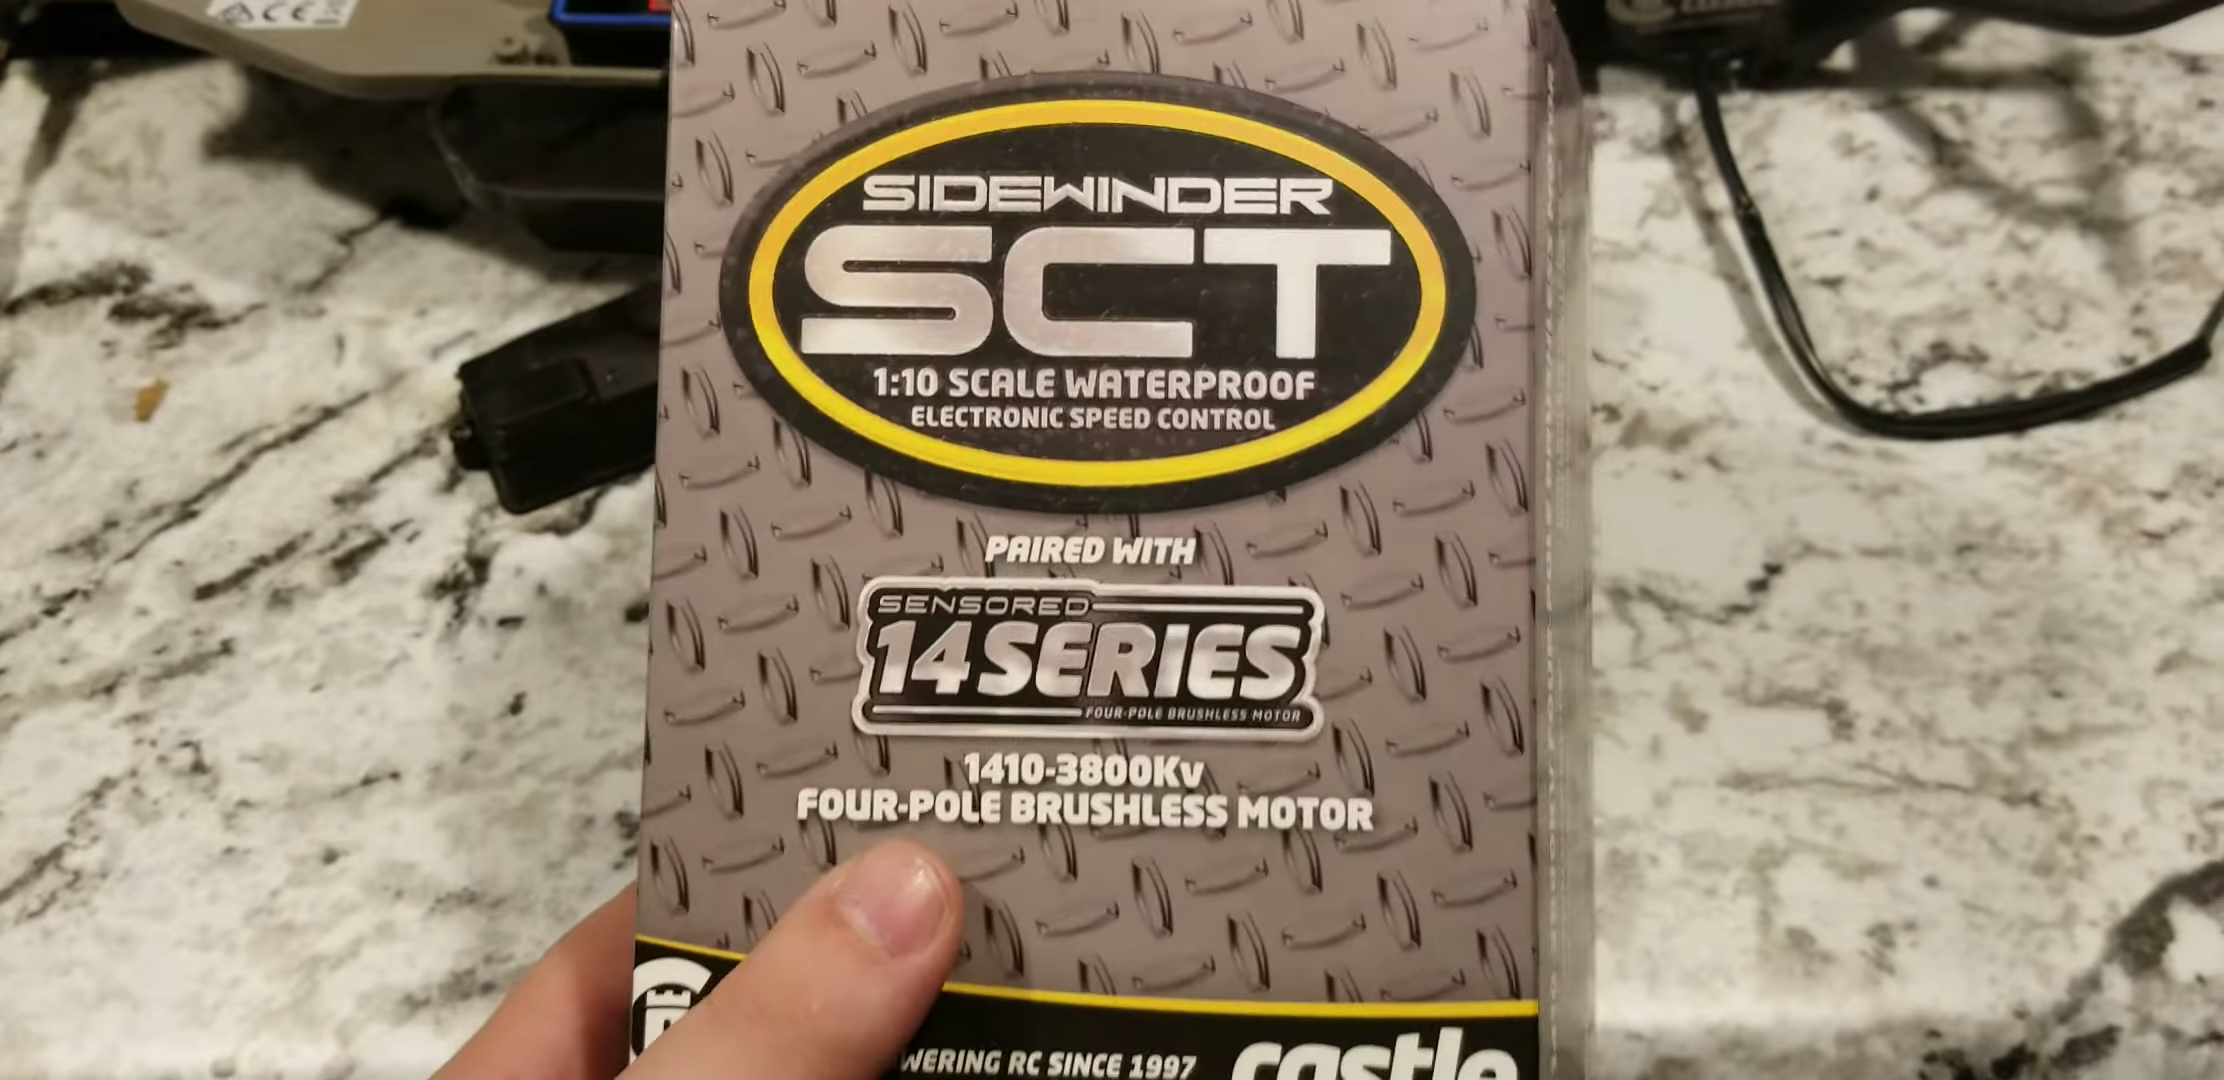 CE
SIDEWINDER
SCT
1:10 SCALE WATERPROOF
ELECTRONIC SPEED CONTROL
PAIRED WITH
SENSORED
14SERIES
FOUR-POLE BRUSHLESS MOTOR
1410-3800Kv
FOUR-POLE BRUSHLESS MOTOR
WERING RC SINCE 1997
castle